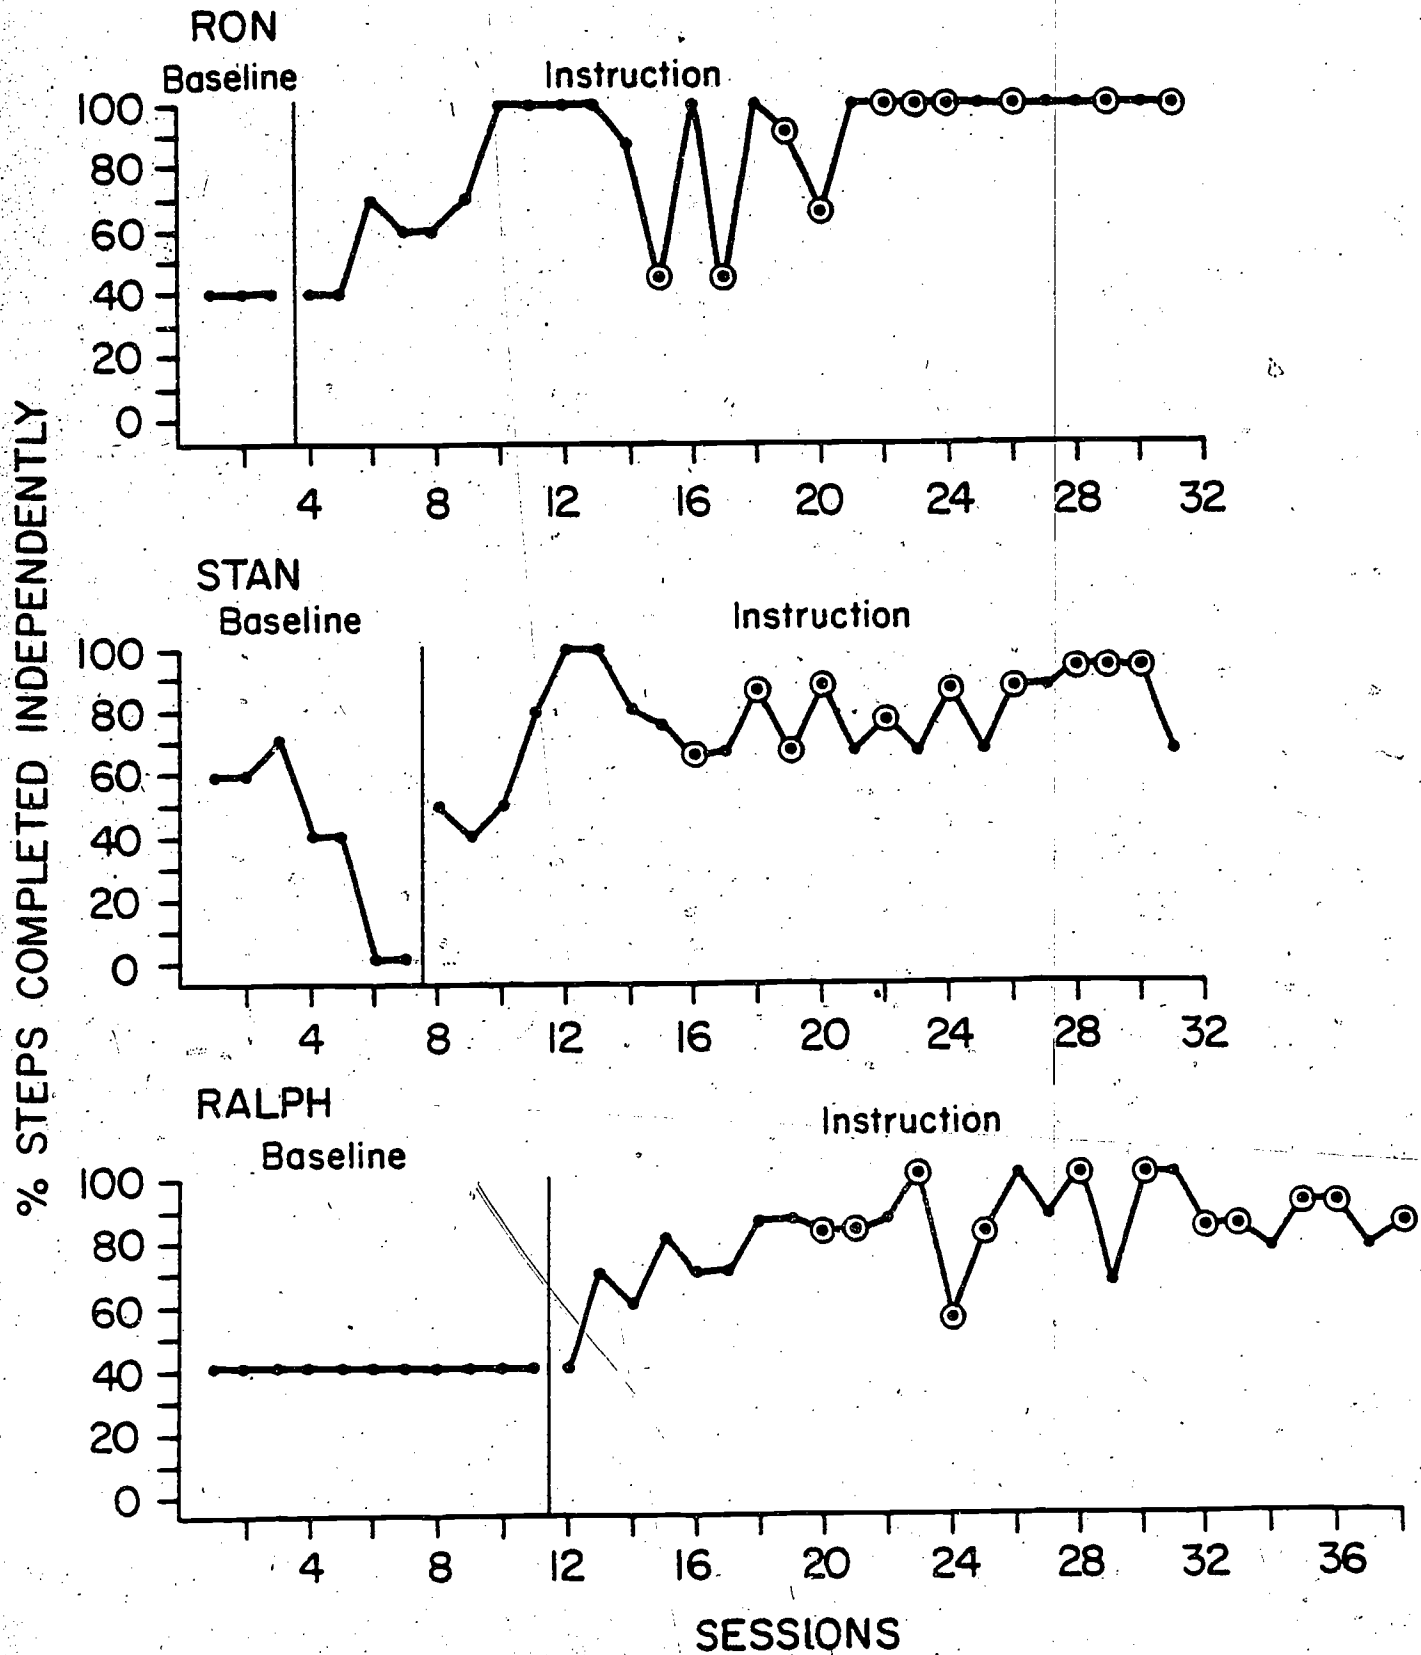 % STEPS COMPLETED INDEPENDENTLY
RON
Baseline
Instruction
100
80
60
40
20
0
4 8 12 16 20 24 28 32
STAN
Baseline
Instruction
100
80
60
40
20
0
4 8 12 16 20 24 28 32
RALPH
Baseline
Instruction
100
80
60
40
20
0
4 8 12 16 20 24 28 32 36
SESSIONS